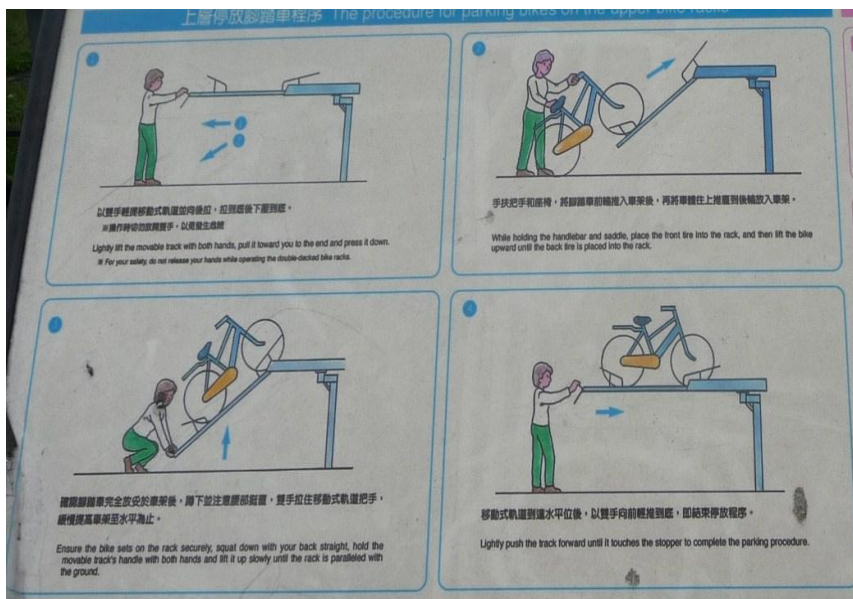 上層停放腳踏車程序 The procedure for parking bikes on the upper bike racks
1
1
2
以雙手輕提移動式軌道並向後拉，拉到底後下壓到底。
※操作時切勿放開雙手，以免發生危險
Lightly lift the movable track with both hands, pull it toward you to the end and press it down.
※ For your safety, do not release your hands while operating the double-decked bike racks.
2
手扶把手和座椅，將腳踏車前輪推入車架後，再將車體往上推直到後輪放入車架。
While holding the handlebar and saddle, place the front tire into the rack, and then lift the bike
upward until the back tire is placed into the rack.
3
確認腳踏車完全放妥於車架後，蹲下並注意腰部挺直，雙手拉住移動式軌道把手，
緩慢提高車架至水平為止。
Ensure the bike sets on the rack securely, squat down with your back straight, hold the
movable track's handle with both hands and lift it up slowly until the rack is paralleled with
the ground.
4
移動式軌道到達水平位後，以雙手向前輕推到底，即結束停放程序。
Lightly push the track forward until it touches the stopper to complete the parking procedure.